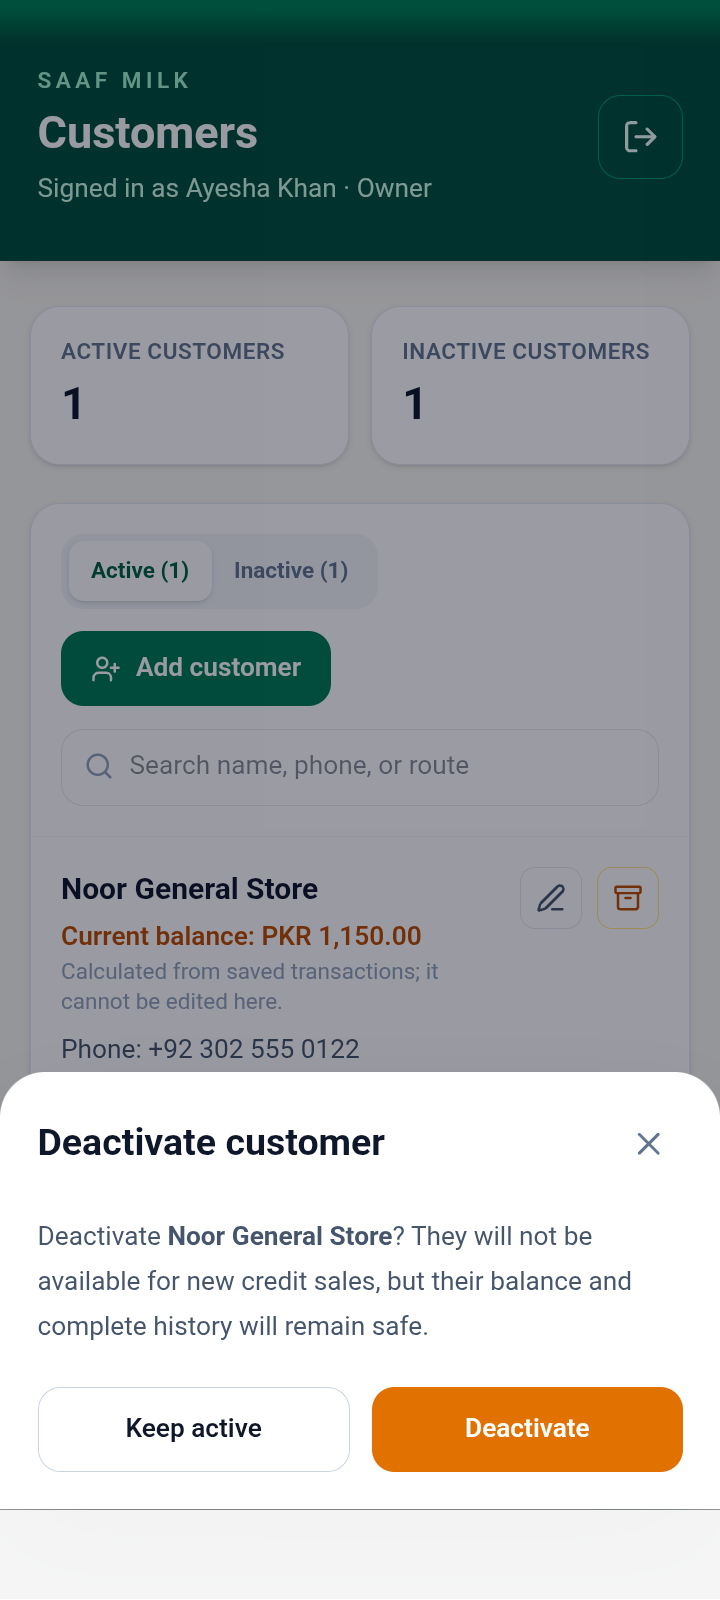 SAAF MILK
Customers
Signed in as Ayesha Khan · Owner
ACTIVE CUSTOMERS
1
INACTIVE CUSTOMERS
1
Active (1)
Inactive (1)
Add customer
Search name, phone, or route
Noor General Store
Current balance: PKR 1,150.00
Calculated from saved transactions; it
cannot be edited here.
Phone: +92 302 555 0122
Deactivate customer
Deactivate Noor General Store? They will not be
available for new credit sales, but their balance and
complete history will remain safe.
Keep active
Deactivate